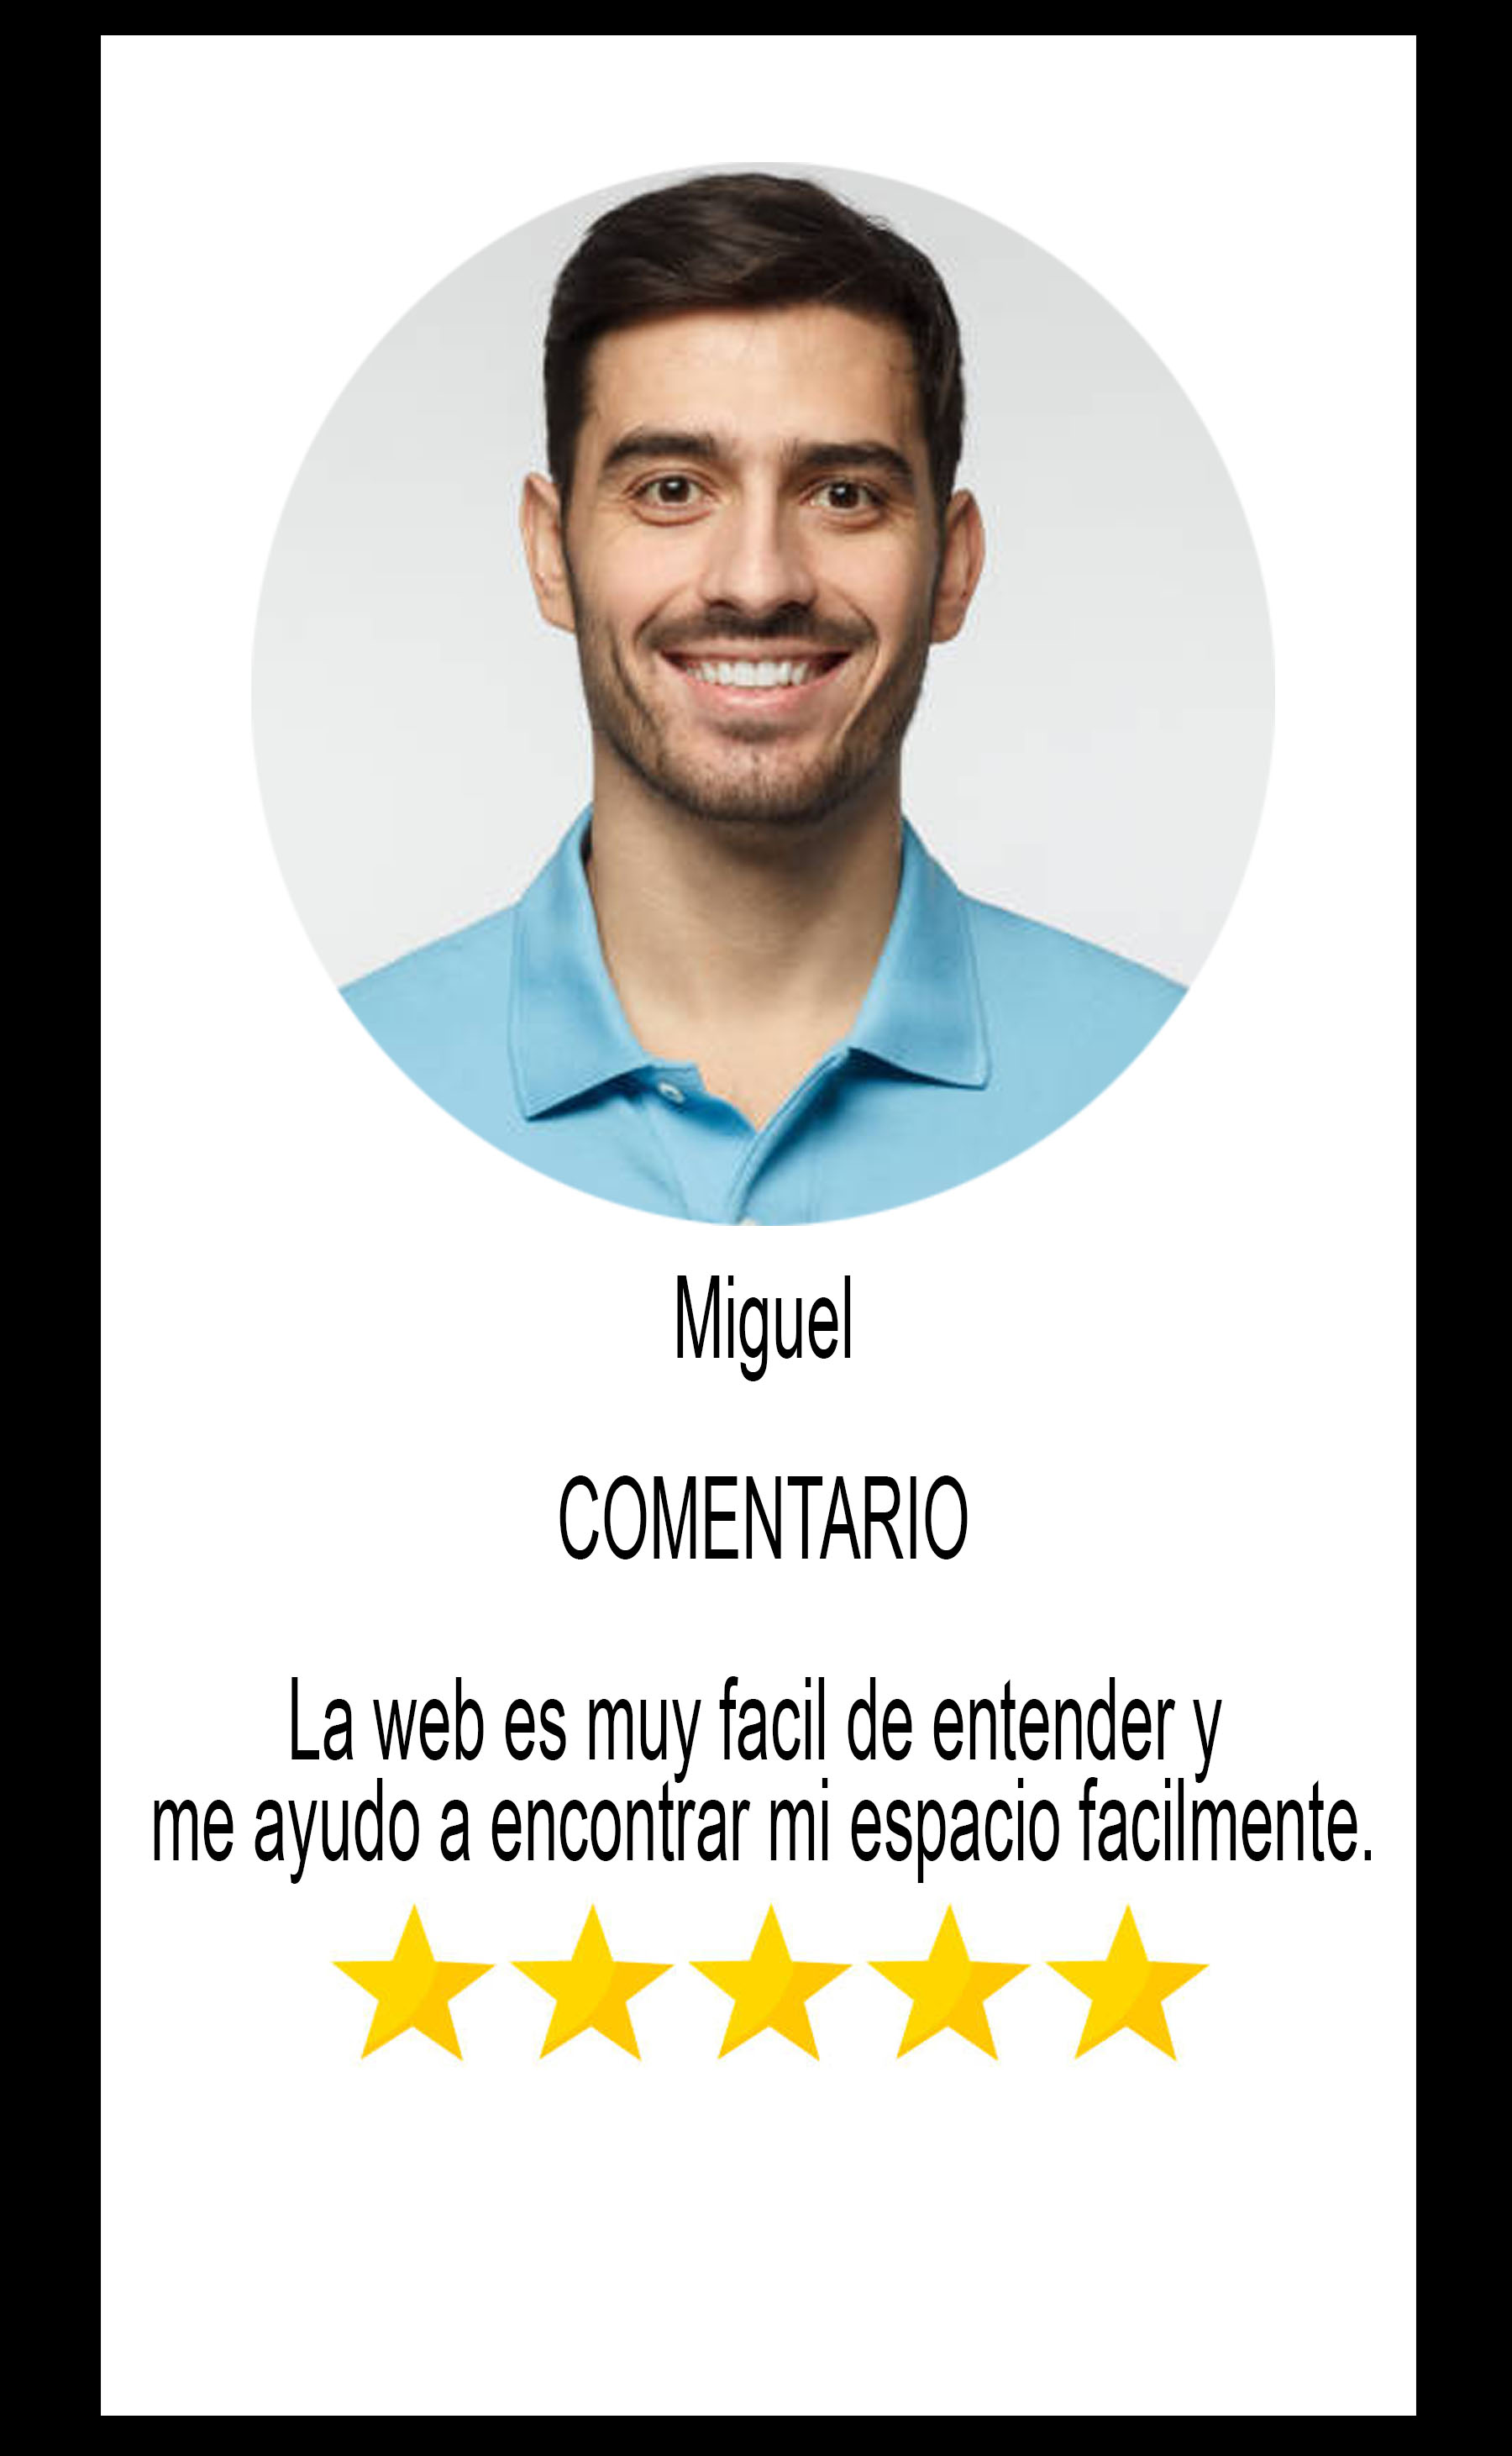 Miguel
COMENTARIO
La web es muy facil de entender y
me ayudo a encontrar mi espacio facilmente.